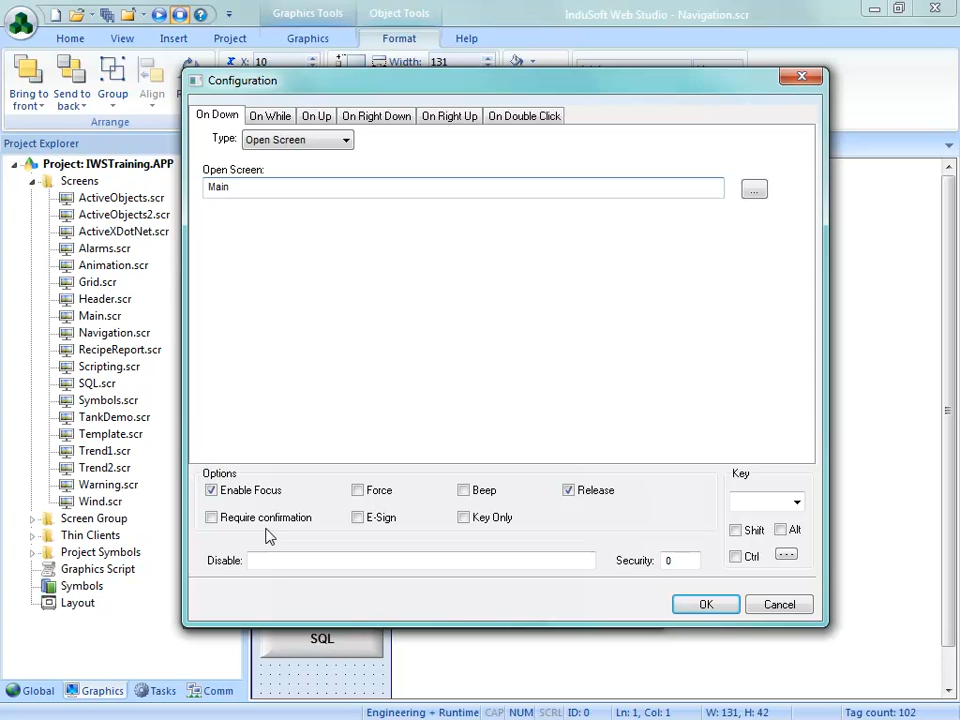 Graphics Tools
Object Tools
InduSoft Web Studio - Navigation.scr
Home
View
Insert
Project
Graphics
Format
Help
X: 10
Width: 131
Bring to front
Send to back
Group
Align
Arrange
Project Explorer
Project: IWSTraining.APP
Screens
ActiveObjects.scr
ActiveObjects2.scr
ActiveXDotNet.scr
Alarms.scr
Animation.scr
Grid.scr
Header.scr
Main.scr
Navigation.scr
RecipeReport.scr
Scripting.scr
SQL.scr
Symbols.scr
TankDemo.scr
Template.scr
Trend1.scr
Trend2.scr
Warning.scr
Wind.scr
Screen Group
Thin Clients
Project Symbols
Graphics Script
Symbols
Layout
Global
Graphics
Tasks
Comm
Configuration
On Down
On While
On Up
On Right Down
On Right Up
On Double Click
Type: Open Screen
Open Screen:
Main
...
Options
Enable Focus
Force
Beep
Release
Require confirmation
E-Sign
Key Only
Disable:
Security: 0
Key
Shift
Alt
Ctrl
...
OK
Cancel
SQL
Engineering + Runtime
CAP
NUM
SCRL
ID: 0
Ln: 1, Col: 1
W: 131, H: 42
Tag count: 102